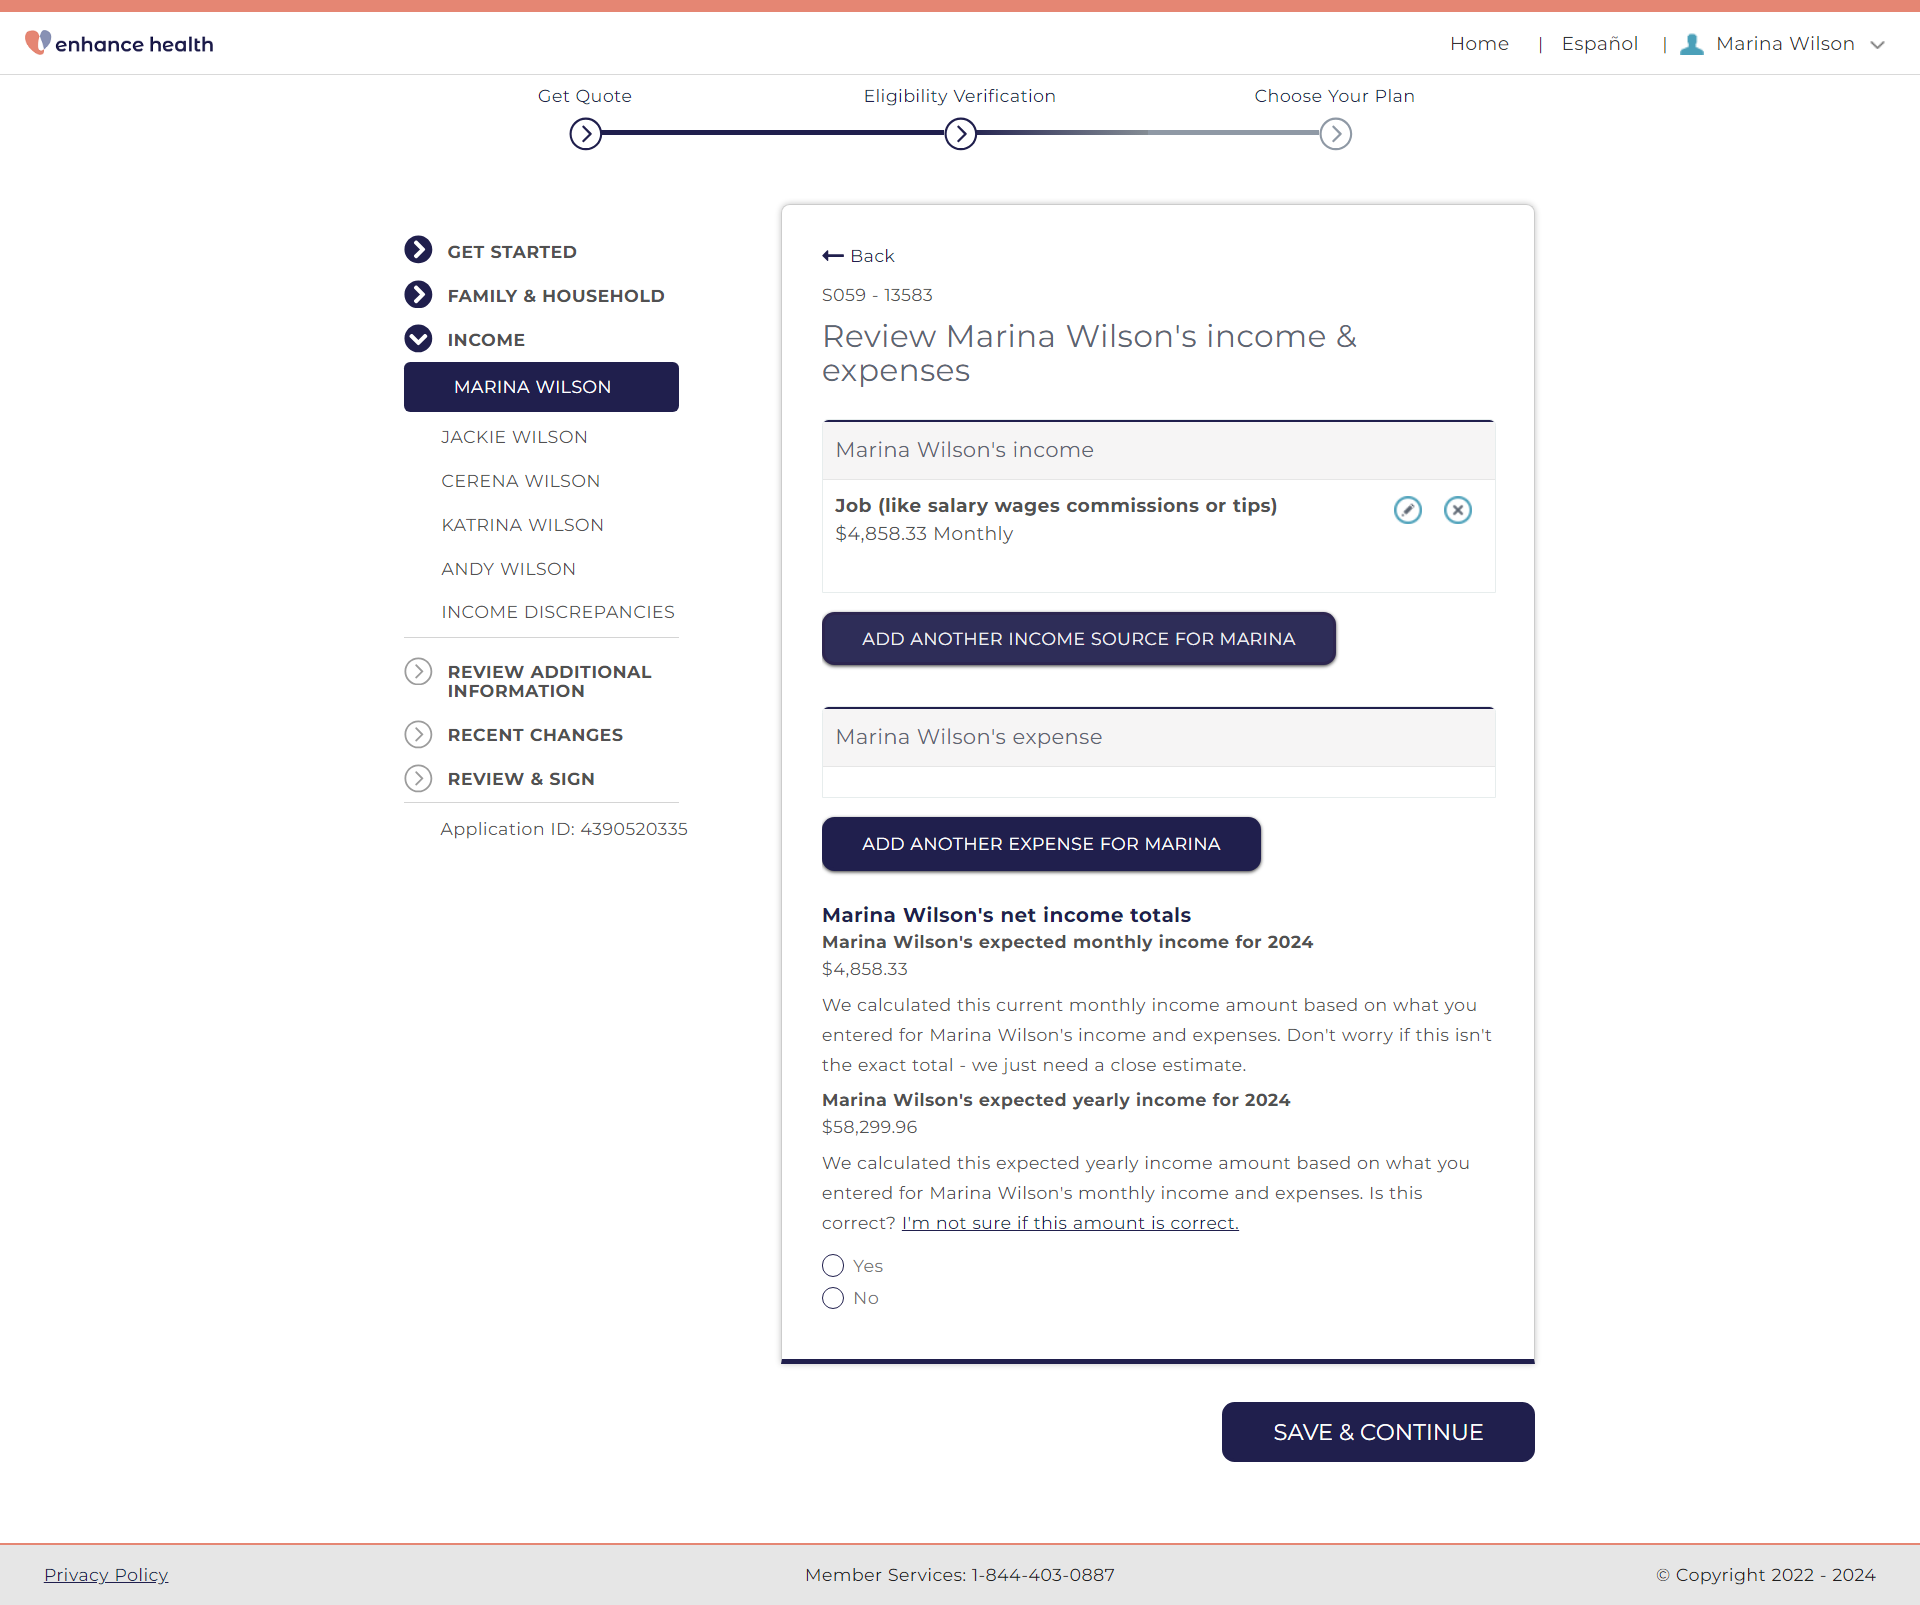 enhance health
Home | Español | Marina Wilson
Get Quote
Eligibility Verification
Choose Your Plan
GET STARTED
FAMILY & HOUSEHOLD
INCOME
MARINA WILSON
JACKIE WILSON
CERENA WILSON
KATRINA WILSON
ANDY WILSON
INCOME DISCREPANCIES
REVIEW ADDITIONAL
INFORMATION
RECENT CHANGES
REVIEW & SIGN
Application ID: 4390520335
Back
S059 - 13583
Review Marina Wilson's income &
expenses
Marina Wilson's income
Job (like salary wages commissions or tips)
$4,858.33 Monthly
ADD ANOTHER INCOME SOURCE FOR MARINA
Marina Wilson's expense
ADD ANOTHER EXPENSE FOR MARINA
Marina Wilson's net income totals
Marina Wilson's expected monthly income for 2024
$4,858.33
We calculated this current monthly income amount based on what you
entered for Marina Wilson's income and expenses. Don't worry if this isn't
the exact total - we just need a close estimate.
Marina Wilson's expected yearly income for 2024
$58,299.96
We calculated this expected yearly income amount based on what you
entered for Marina Wilson's monthly income and expenses. Is this
correct? I'm not sure if this amount is correct.
Yes
No
SAVE & CONTINUE
Privacy Policy
Member Services: 1-844-403-0887
© Copyright 2022 - 2024